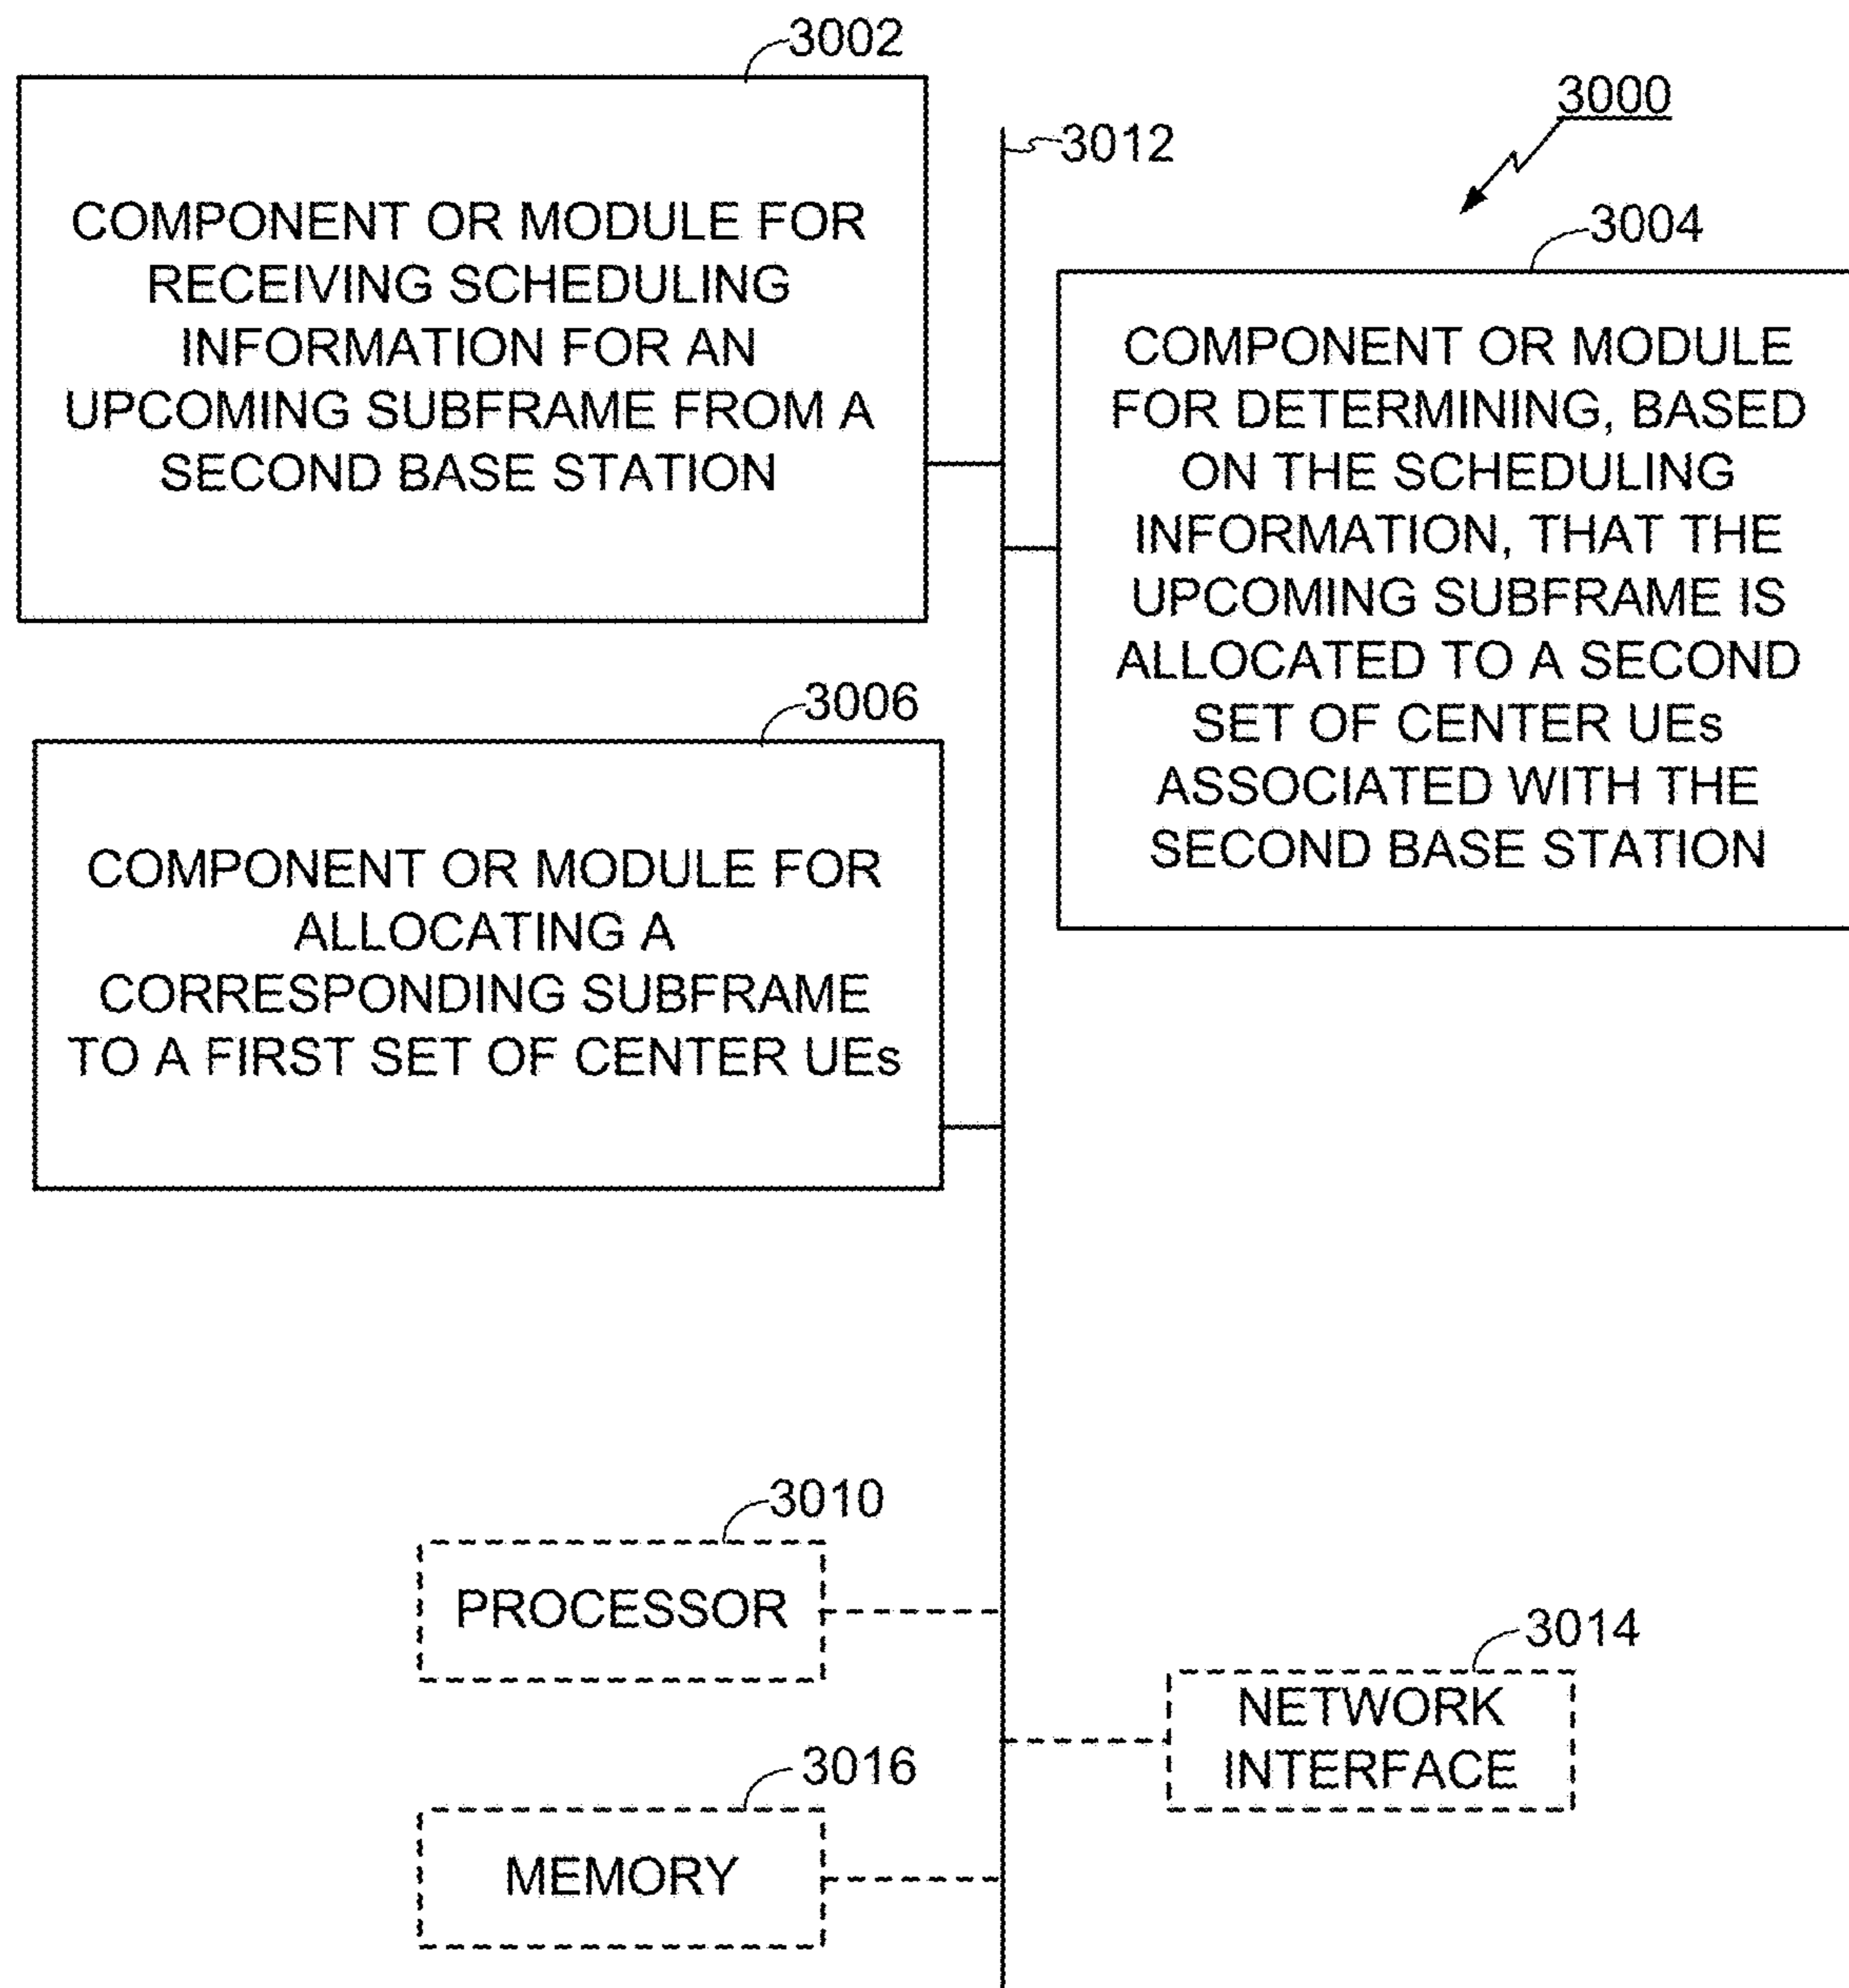 3002
COMPONENT OR MODULE FOR
RECEIVING SCHEDULING
INFORMATION FOR AN
UPCOMING SUBFRAME FROM A
SECOND BASE STATION
3012
3000
3004
COMPONENT OR MODULE
FOR DETERMINING, BASED
ON THE SCHEDULING
INFORMATION, THAT THE
UPCOMING SUBFRAME IS
ALLOCATED TO A SECOND
SET OF CENTER UEs
ASSOCIATED WITH THE
SECOND BASE STATION
3006
COMPONENT OR MODULE FOR
ALLOCATING A
CORRESPONDING SUBFRAME
TO A FIRST SET OF CENTER UEs
3010
PROCESSOR
3014
NETWORK
INTERFACE
3016
MEMORY